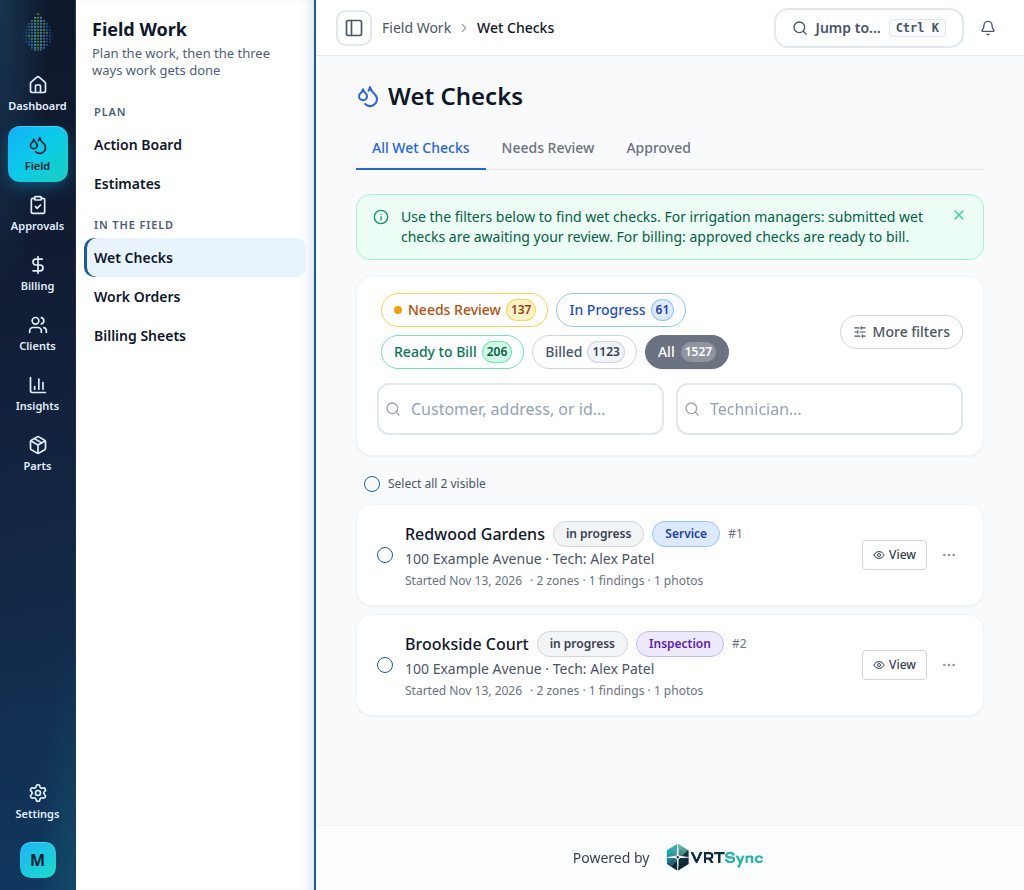 Dashboard
Field
Approvals
Billing
Clients
Insights
Parts
Settings
M
Field Work
Plan the work, then the three
ways work gets done
PLAN
Action Board
Estimates
IN THE FIELD
Wet Checks
Work Orders
Billing Sheets
Field Work > Wet Checks
Jump to... Ctrl K
Wet Checks
All Wet Checks Needs Review Approved
Use the filters below to find wet checks. For irrigation managers: submitted wet
checks are awaiting your review. For billing: approved checks are ready to bill.
Needs Review 137 In Progress 61
Ready to Bill 206 Billed 1123 All 1527
More filters
Customer, address, or id... Technician...
Select all 2 visible
Redwood Gardens in progress Service #1
100 Example Avenue · Tech: Alex Patel
Started Nov 13, 2026 · 2 zones · 1 findings · 1 photos
View
Brookside Court in progress Inspection #2
100 Example Avenue · Tech: Alex Patel
Started Nov 13, 2026 · 2 zones · 1 findings · 1 photos
View
Powered by VRTSync